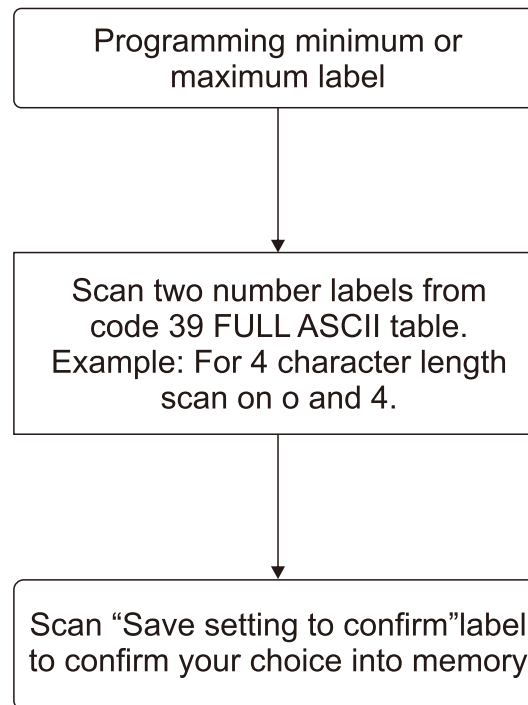 Programming minimum or
maximum label
Scan two number labels from
code 39 FULL ASCII table.
Example: For 4 character length
scan on o and 4.
Scan “Save setting to confirm”label
to confirm your choice into memory